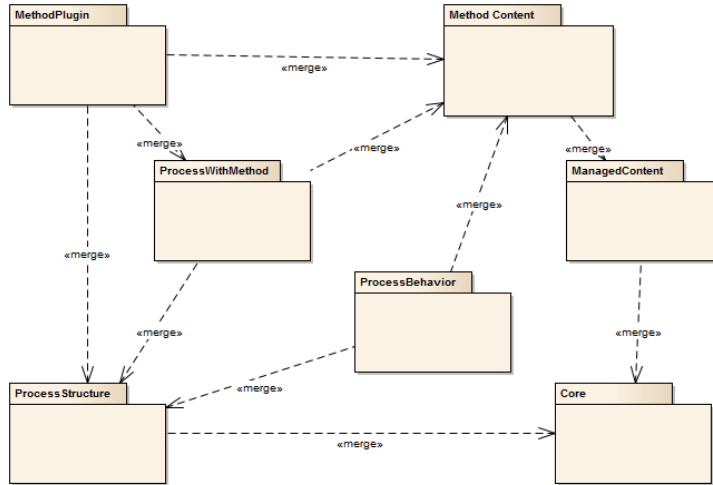 MethodPlugin
Method Content
«merge»
«merge»
«merge»
«merge»
ProcessWithMethod
ManagedContent
«merge»
«merge»
ProcessBehavior
«merge»
«merge»
«merge»
ProcessStructure
Core
«merge»